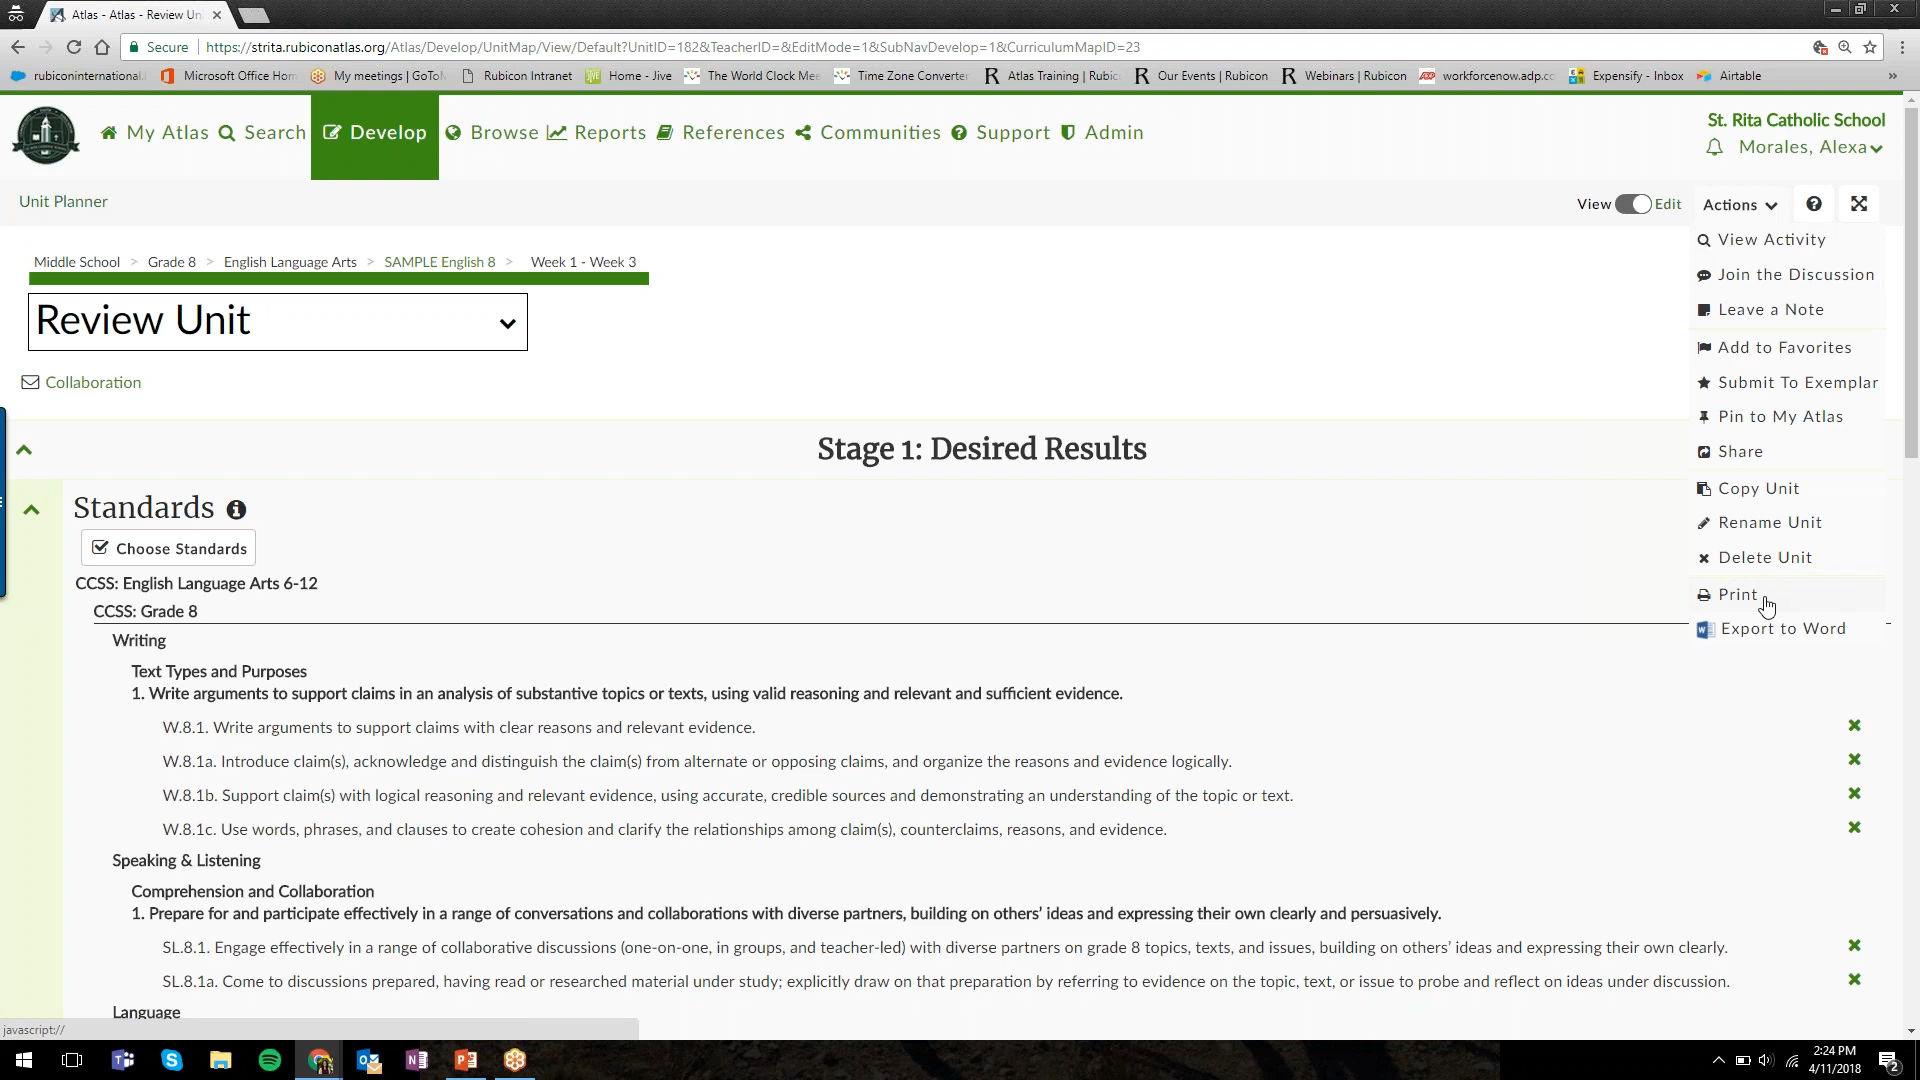 Atlas - Atlas - Review Uni
Secure https://strita.rubiconatlas.org/Atlas/Develop/UnitMap/View/Default?UnitID=182&TeacherID=&EditMode=1&SubNavDevelop=1&CurriculumMapID=23
rubiconinternational. Microsoft Office Hom My meetings | GoToM Rubicon Intranet Home - Jive The World Clock Mee Time Zone Converter Atlas Training | Rubic Our Events | Rubicon Webinars | Rubicon workforcenow.adp.co Expensify - Inbox Airtable
My Atlas Search Develop Browse Reports References Communities Support Admin
St. Rita Catholic School
Morales, Alexa
Unit Planner
View Edit Actions
View Activity
Join the Discussion
Leave a Note
Add to Favorites
Submit To Exemplar
Pin to My Atlas
Share
Copy Unit
Rename Unit
Delete Unit
Print
Export to Word
Middle School > Grade 8 > English Language Arts > SAMPLE English 8 > Week 1 - Week 3
Review Unit
Collaboration
Stage 1: Desired Results
Standards
Choose Standards
CCSS: English Language Arts 6-12
CCSS: Grade 8
Writing
Text Types and Purposes
1. Write arguments to support claims in an analysis of substantive topics or texts, using valid reasoning and relevant and sufficient evidence.
W.8.1. Write arguments to support claims with clear reasons and relevant evidence.
W.8.1a. Introduce claim(s), acknowledge and distinguish the claim(s) from alternate or opposing claims, and organize the reasons and evidence logically.
W.8.1b. Support claim(s) with logical reasoning and relevant evidence, using accurate, credible sources and demonstrating an understanding of the topic or text.
W.8.1c. Use words, phrases, and clauses to create cohesion and clarify the relationships among claim(s), counterclaims, reasons, and evidence.
Speaking & Listening
Comprehension and Collaboration
1. Prepare for and participate effectively in a range of conversations and collaborations with diverse partners, building on others' ideas and expressing their own clearly and persuasively.
SL.8.1. Engage effectively in a range of collaborative discussions (one-on-one, in groups, and teacher-led) with diverse partners on grade 8 topics, texts, and issues, building on others' ideas and expressing their own clearly.
SL.8.1a. Come to discussions prepared, having read or researched material under study; explicitly draw on that preparation by referring to evidence on the topic, text, or issue to probe and reflect on ideas under discussion.
Language
javascript://
2:24 PM
4/11/2018
2